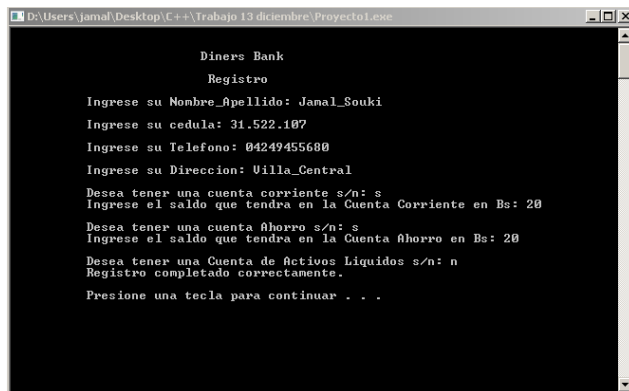 D:\Users\jamal\Desktop\C++\Trabajo 13 diciembre\Proyecto1.exe
Diners Bank
Registro
Ingrese su Nombre_Apellido: Jamal_Souki
Ingrese su cedula: 31.522.107
Ingrese su Telefono: 04249455680
Ingrese su Direccion: Villa_Central
Desea tener una cuenta corriente s/n: s
Ingrese el saldo que tendra en la Cuenta Corriente en Bs: 20
Desea tener una cuenta Ahorro s/n: s
Ingrese el saldo que tendra en la Cuenta Ahorro en Bs: 20
Desea tener una Cuenta de Activos Liquidos s/n: n
Registro completado correctamente.
Presione una tecla para continuar . . .